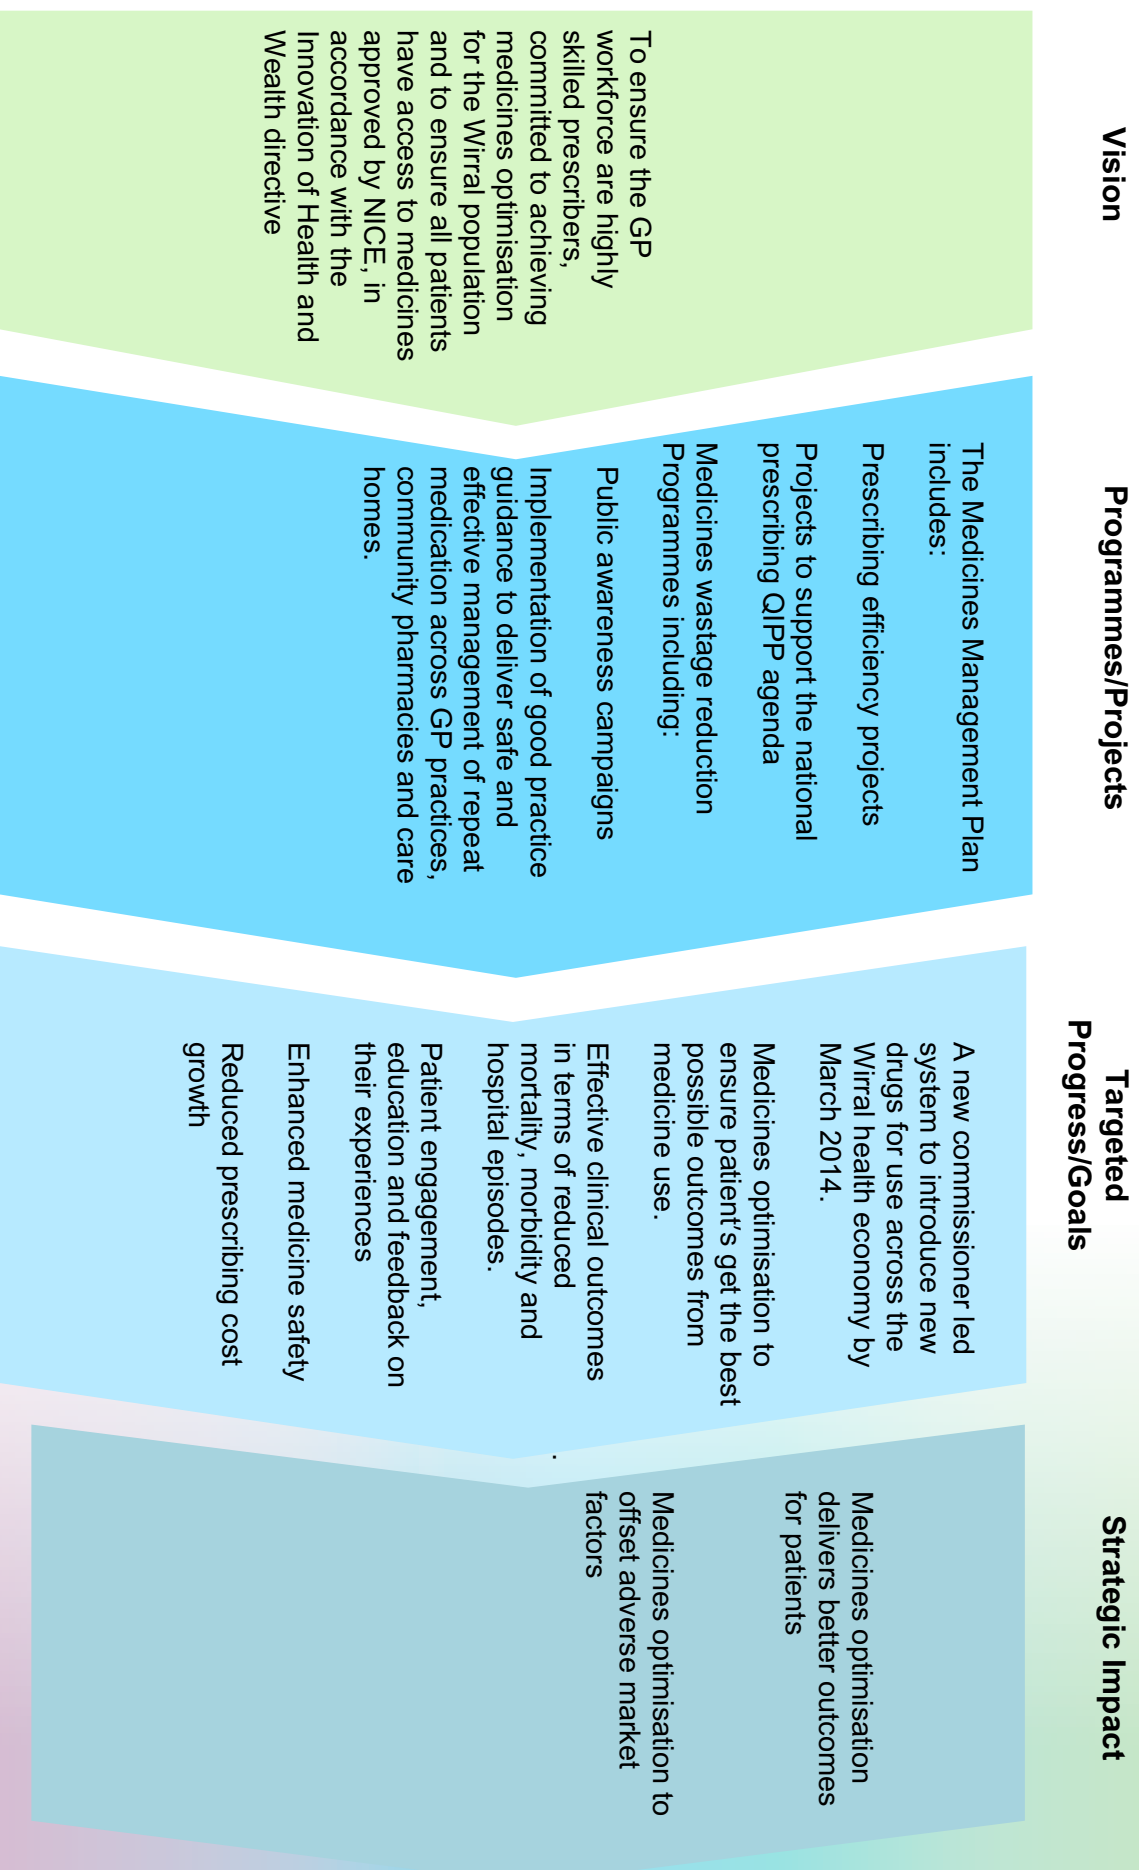 Vision
To ensure the GP
workforce are highly
skilled prescribers,
committed to achieving
medicines optimisation
for the Wirral population
and to ensure all patients
have access to medicines
approved by NICE, in
accordance with the
Innovation of Health and
Wealth directive
Programmes/Projects
The Medicines Management Plan
includes:
Prescribing efficiency projects
Projects to support the national
prescribing QIPP agenda
Medicines wastage reduction
Programmes including:
Public awareness campaigns
Implementation of good practice
guidance to deliver safe and
effective management of repeat
medication across GP practices,
community pharmacies and care
homes.
Targeted
Progress/Goals
A new commissioner led
system to introduce new
drugs for use across the
Wirral health economy by
March 2014.
Medicines optimisation to
ensure patient’s get the best
possible outcomes from
medicine use.
Effective clinical outcomes
in terms of reduced
mortality, morbidity and
hospital episodes.
Patient engagement,
education and feedback on
their experiences
Enhanced medicine safety
Reduced prescribing cost
growth
Strategic Impact
Medicines optimisation
delivers better outcomes
for patients
.
Medicines optimisation to
offset adverse market
factors